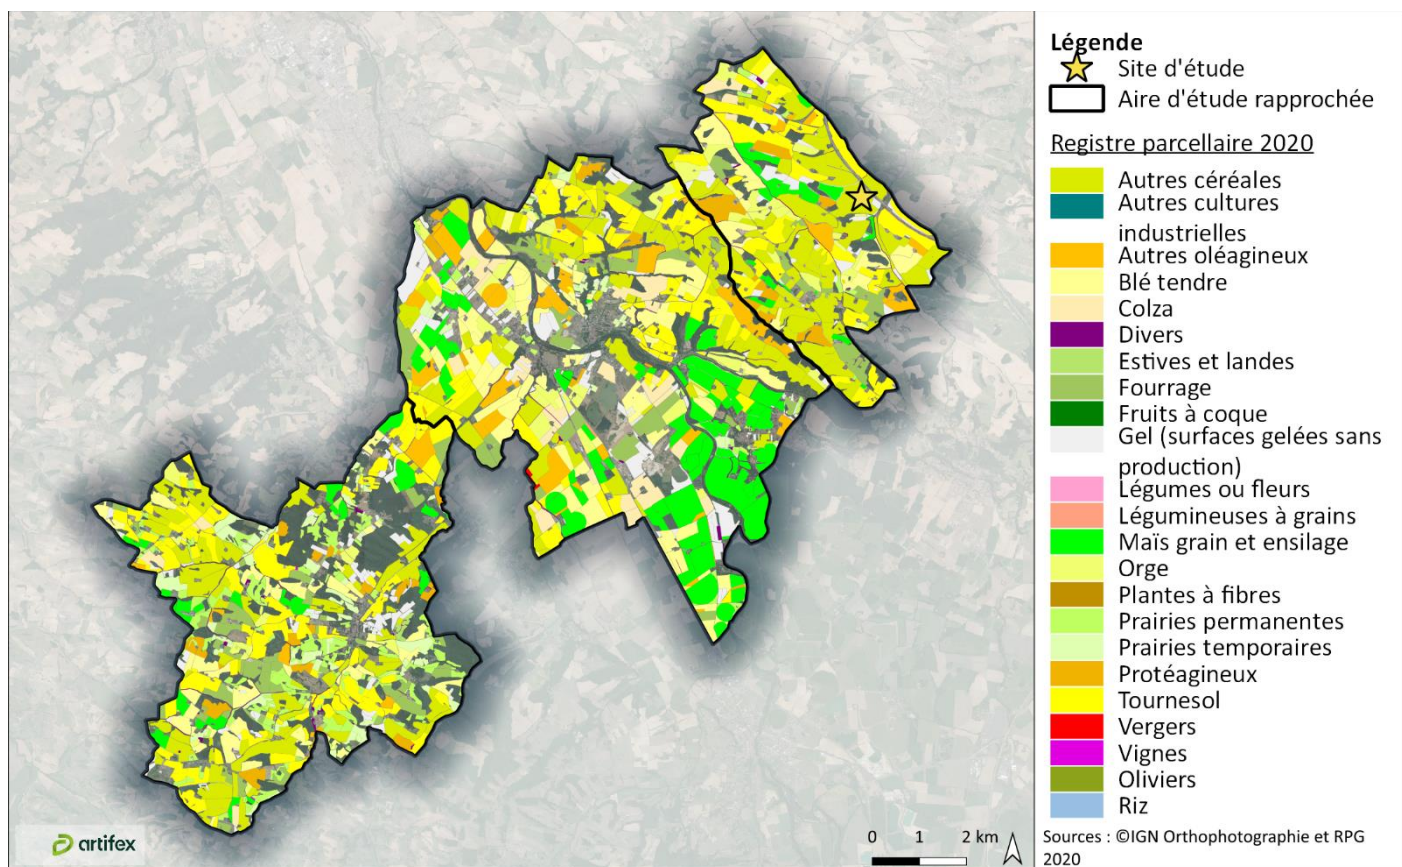 Légende
Site d'étude
Aire d'étude rapprochée
Registre parcellaire 2020
Autres céréales
Autres cultures
industrielles
Autres oléagineux
Blé tendre
Colza
Divers
Estives et landes
Fourrage
Fruits à coque
Gel (surfaces gelées sans
production)
Légumes ou fleurs
Légumineuses à grains
Maïs grain et ensilage
Orge
Plantes à fibres
Prairies permanentes
Prairies temporaires
Protéagineux
Tournesol
Vergers
Vignes
Oliviers
Riz
Sources : ©IGN Orthophotographie et RPG
2020
0 1 2 km
artifex